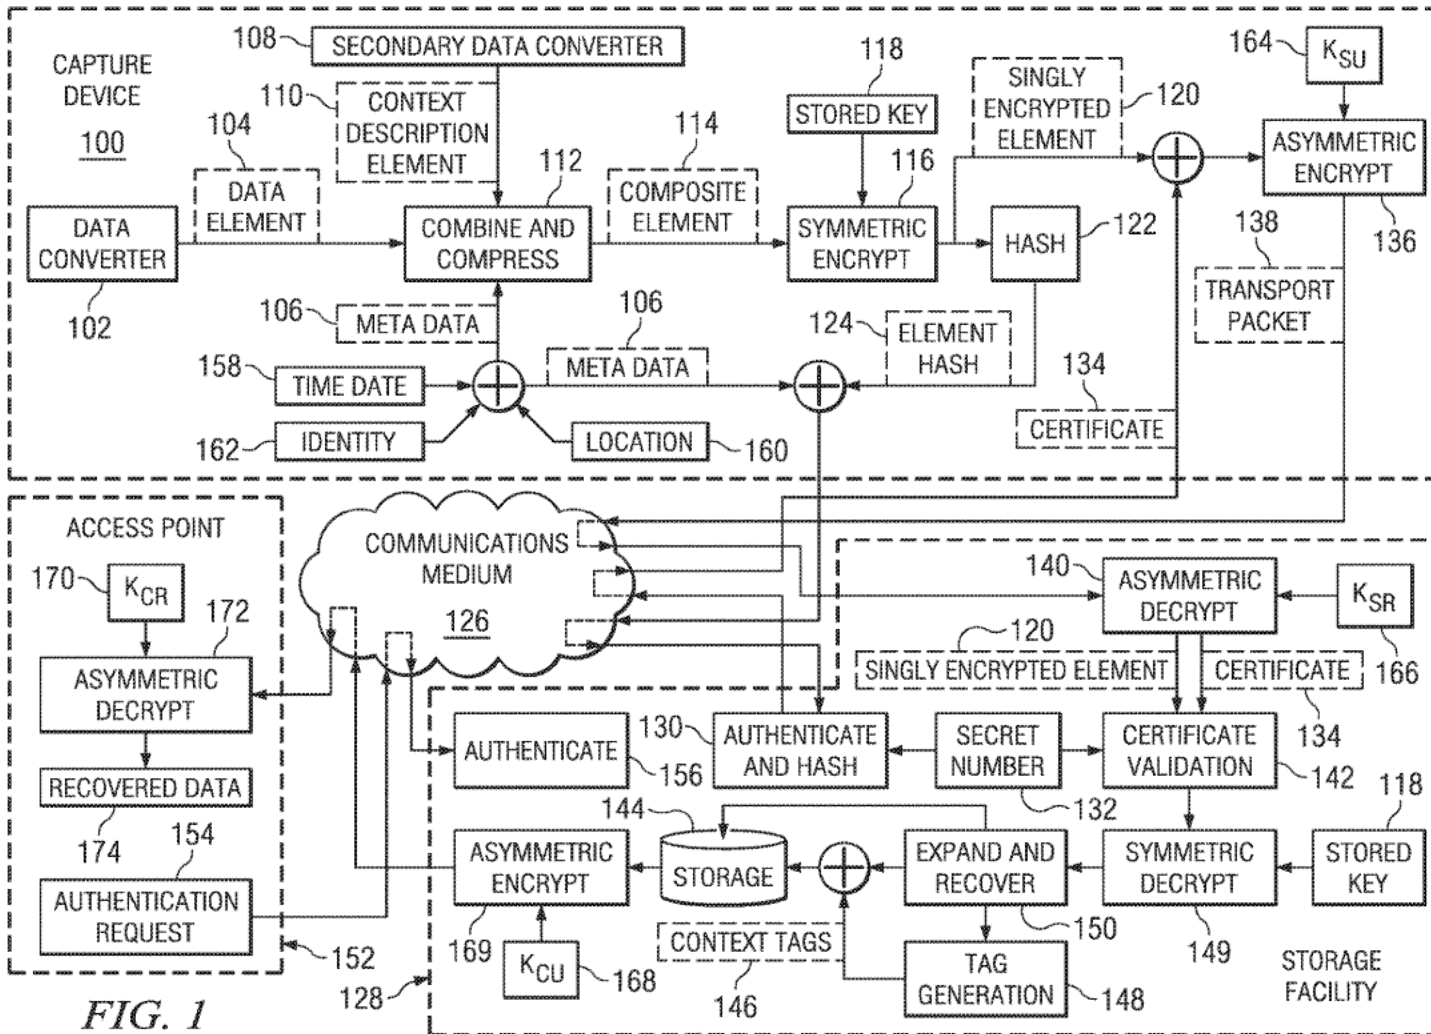 108
SECONDARY DATA CONVERTER
CAPTURE
DEVICE
100
110
CONTEXT
DESCRIPTION
ELEMENT
104
DATA
ELEMENT
DATA
CONVERTER
102
112
COMBINE AND
COMPRESS
114
COMPOSITE
ELEMENT
118
STORED KEY
116
SYMMETRIC
ENCRYPT
SINGLY
ENCRYPTED
ELEMENT
120
HASH
122
164
KSU
ASYMMETRIC
ENCRYPT
136
138
TRANSPORT
PACKET
106
META DATA
106
META DATA
124
ELEMENT
HASH
158
TIME DATE
162
IDENTITY
LOCATION
160
134
CERTIFICATE
ACCESS POINT
170
KCR
172
ASYMMETRIC
DECRYPT
RECOVERED DATA
174
154
AUTHENTICATION
REQUEST
152
COMMUNICATIONS
MEDIUM
126
140
ASYMMETRIC
DECRYPT
KSR
166
120
SINGLY ENCRYPTED ELEMENT
CERTIFICATE
134
AUTHENTICATE
156
130
AUTHENTICATE
AND HASH
SECRET
NUMBER
132
CERTIFICATE
VALIDATION
142
118
STORED
KEY
144
STORAGE
ASYMMETRIC
ENCRYPT
169
KCU
168
EXPAND AND
RECOVER
150
SYMMETRIC
DECRYPT
149
CONTEXT TAGS
146
TAG
GENERATION
148
STORAGE
FACILITY
128
FIG. 1